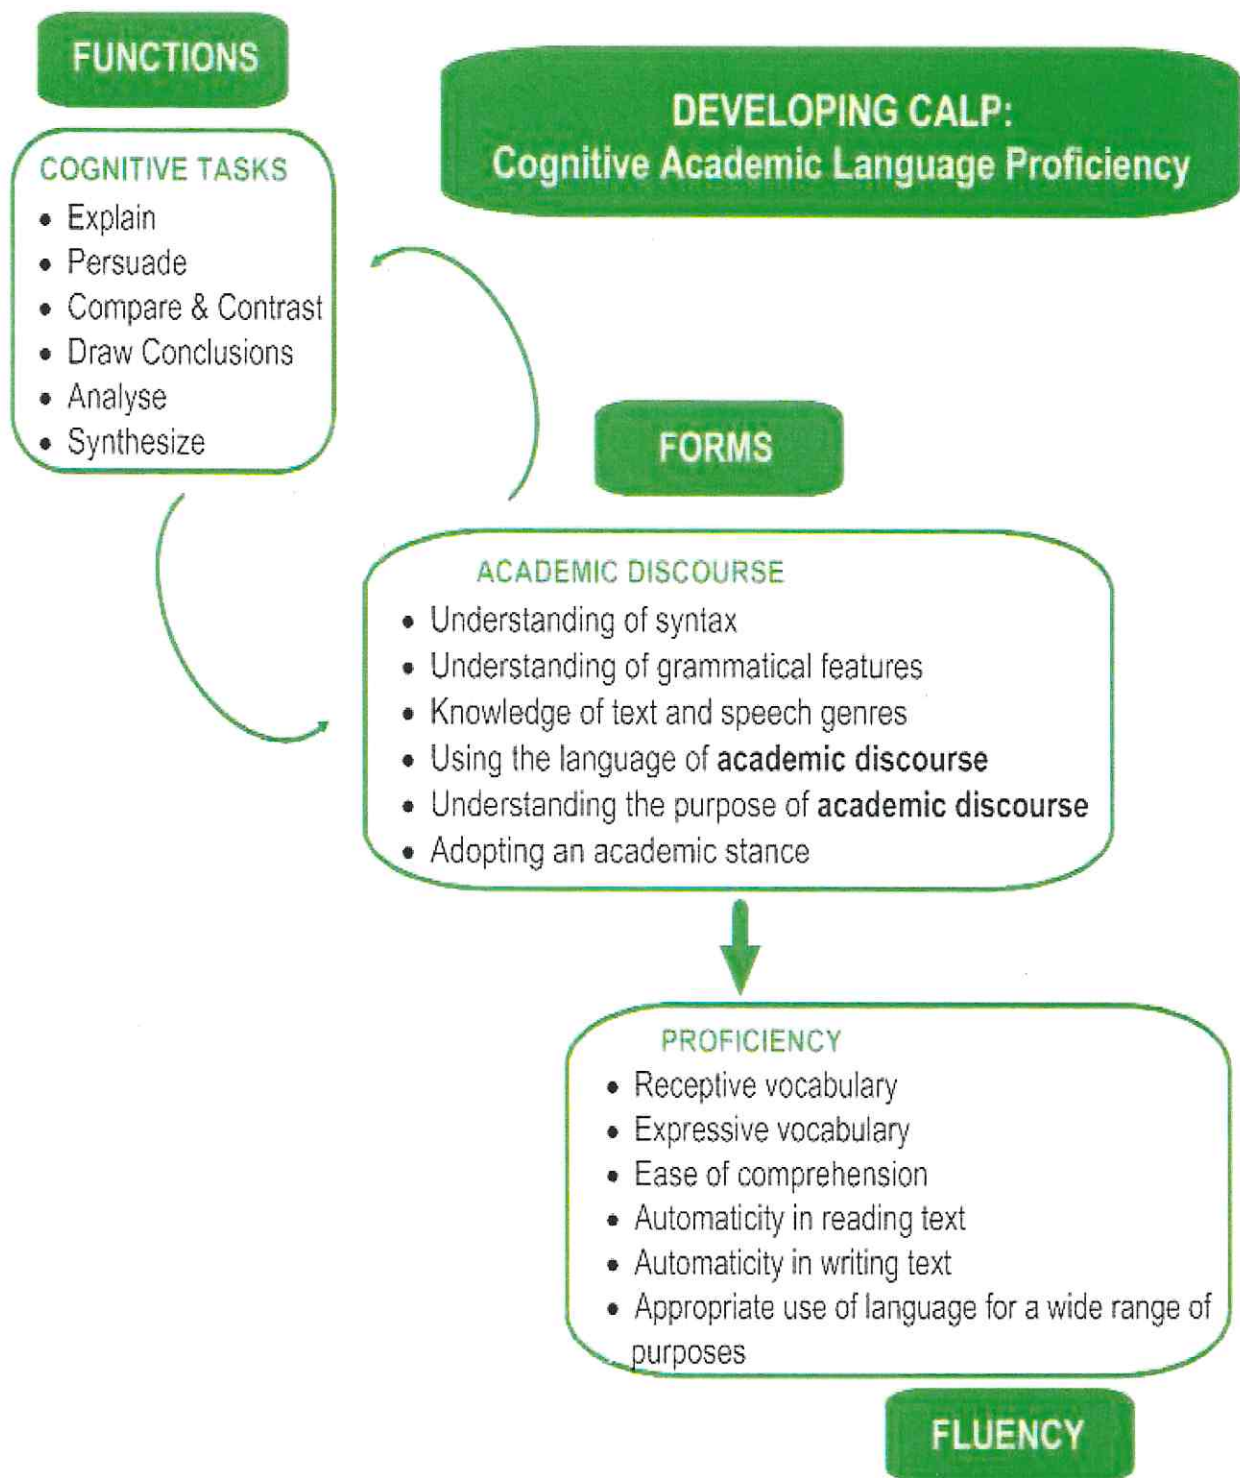 FUNCTIONS
DEVELOPING CALP:
Cognitive Academic Language Proficiency
COGNITIVE TASKS
• Explain
• Persuade
• Compare & Contrast
• Draw Conclusions
• Analyse
• Synthesize
FORMS
ACADEMIC DISCOURSE
• Understanding of syntax
• Understanding of grammatical features
• Knowledge of text and speech genres
• Using the language of academic discourse
• Understanding the purpose of academic discourse
• Adopting an academic stance
PROFICIENCY
• Receptive vocabulary
• Expressive vocabulary
• Ease of comprehension
• Automaticity in reading text
• Automaticity in writing text
• Appropriate use of language for a wide range of
purposes
FLUENCY